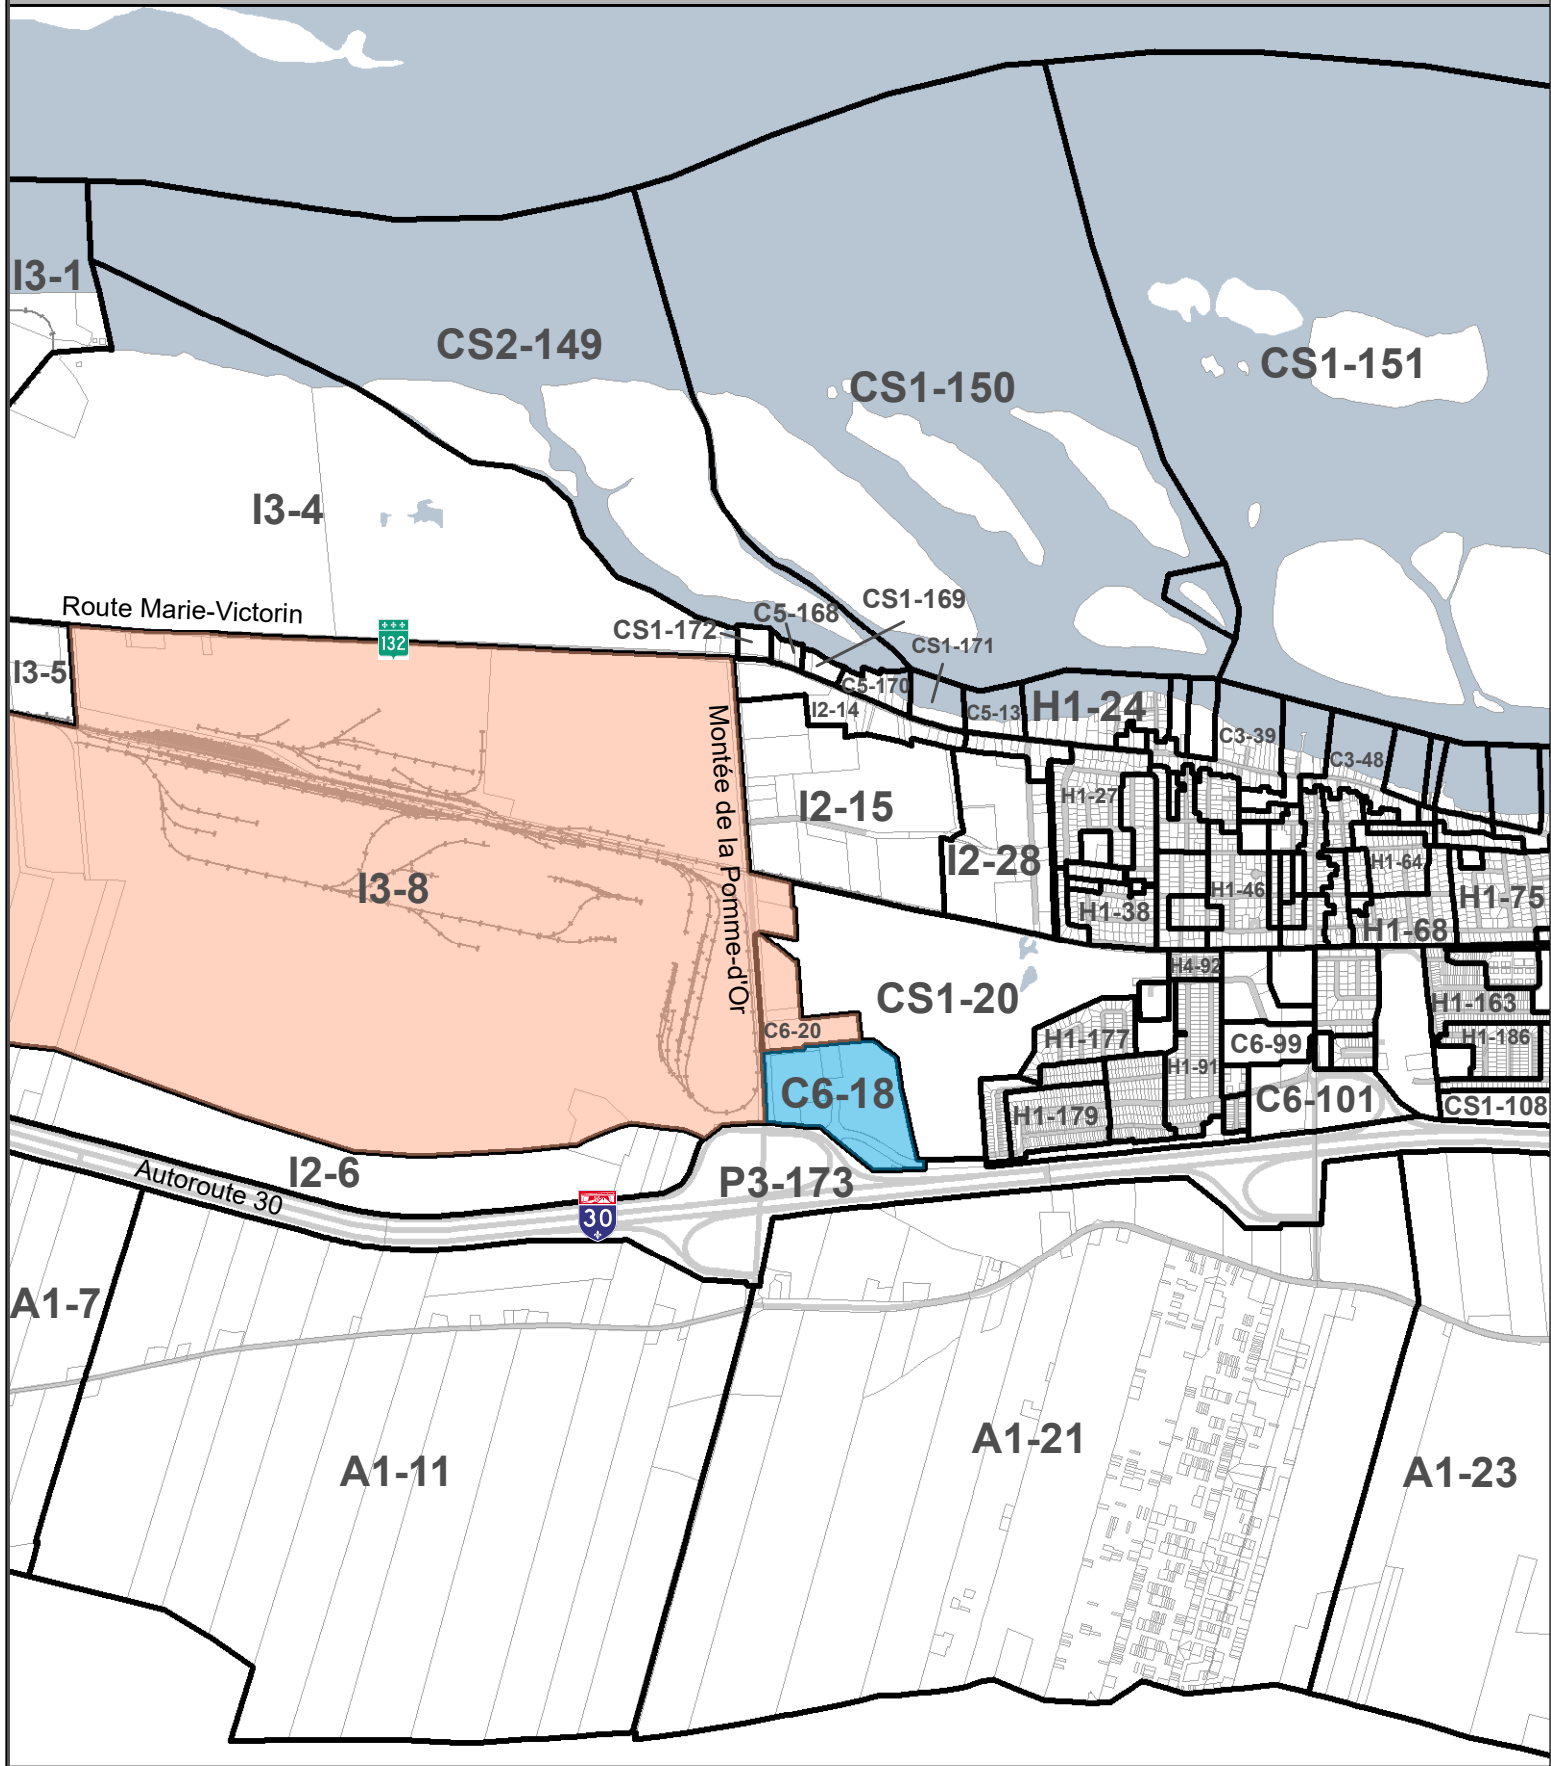 I3-1
CS2-149
CS1-151
CS1-150
I3-4
Route Marie-Victorin
132
CS1-172
C5-168
CS1-169
CS1-171
I3-5
C5-170
I2-14
C5-13
H1-24
C3-39
C3-48
Montée de la Pomme-d'Or
I2-15
H1-27
I2-28
H1-64
I3-8
H1-46
H1-75
H1-38
H1-68
H4-92
CS1-20
H1-163
C6-20
H1-177
C6-99
H1-186
H1-91
C6-18
C6-101
CS1-108
H1-179
I2-6
P3-173
Autoroute 30
30
A1-7
A1-21
A1-11
A1-23